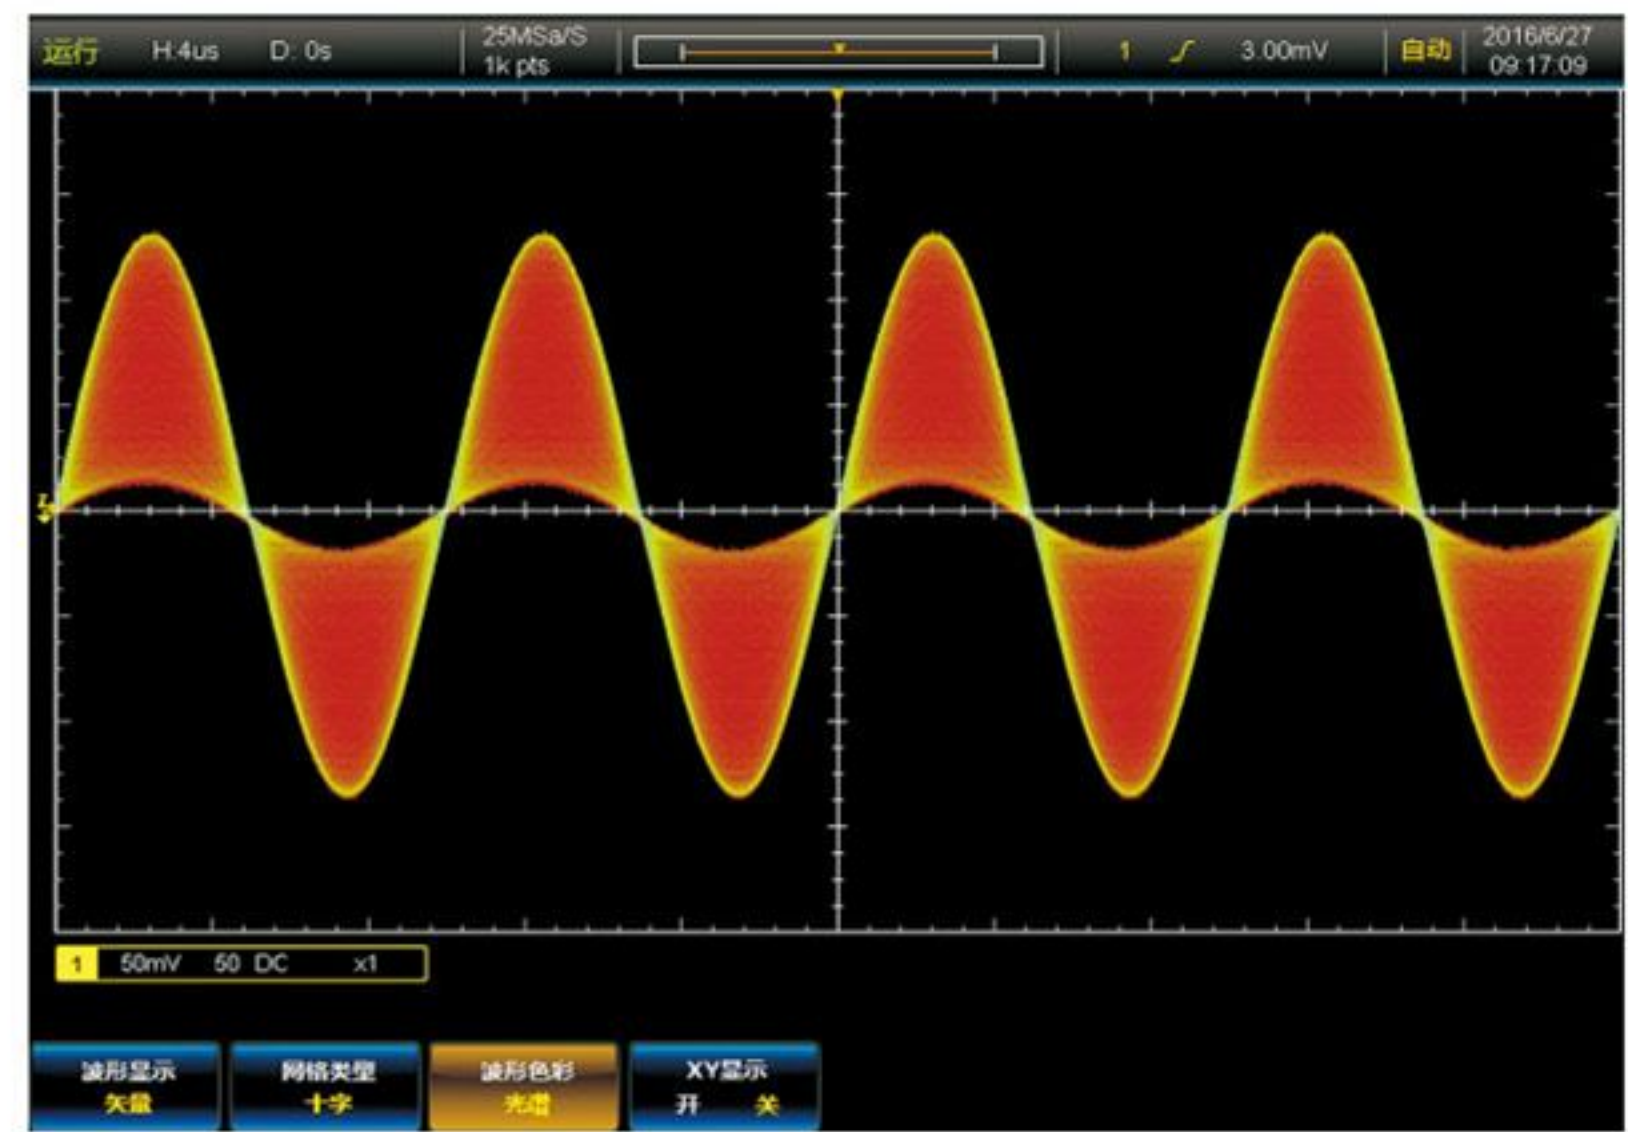 运行 H:4us D: 0s 25MSa/S 1 3.00mV 自动 2016/6/27
1k pts 09:17:09
1 50mV 50 DC x1
波形显示 网格类型 波形色彩 XY显示
矢量 十字 光谱 开 关